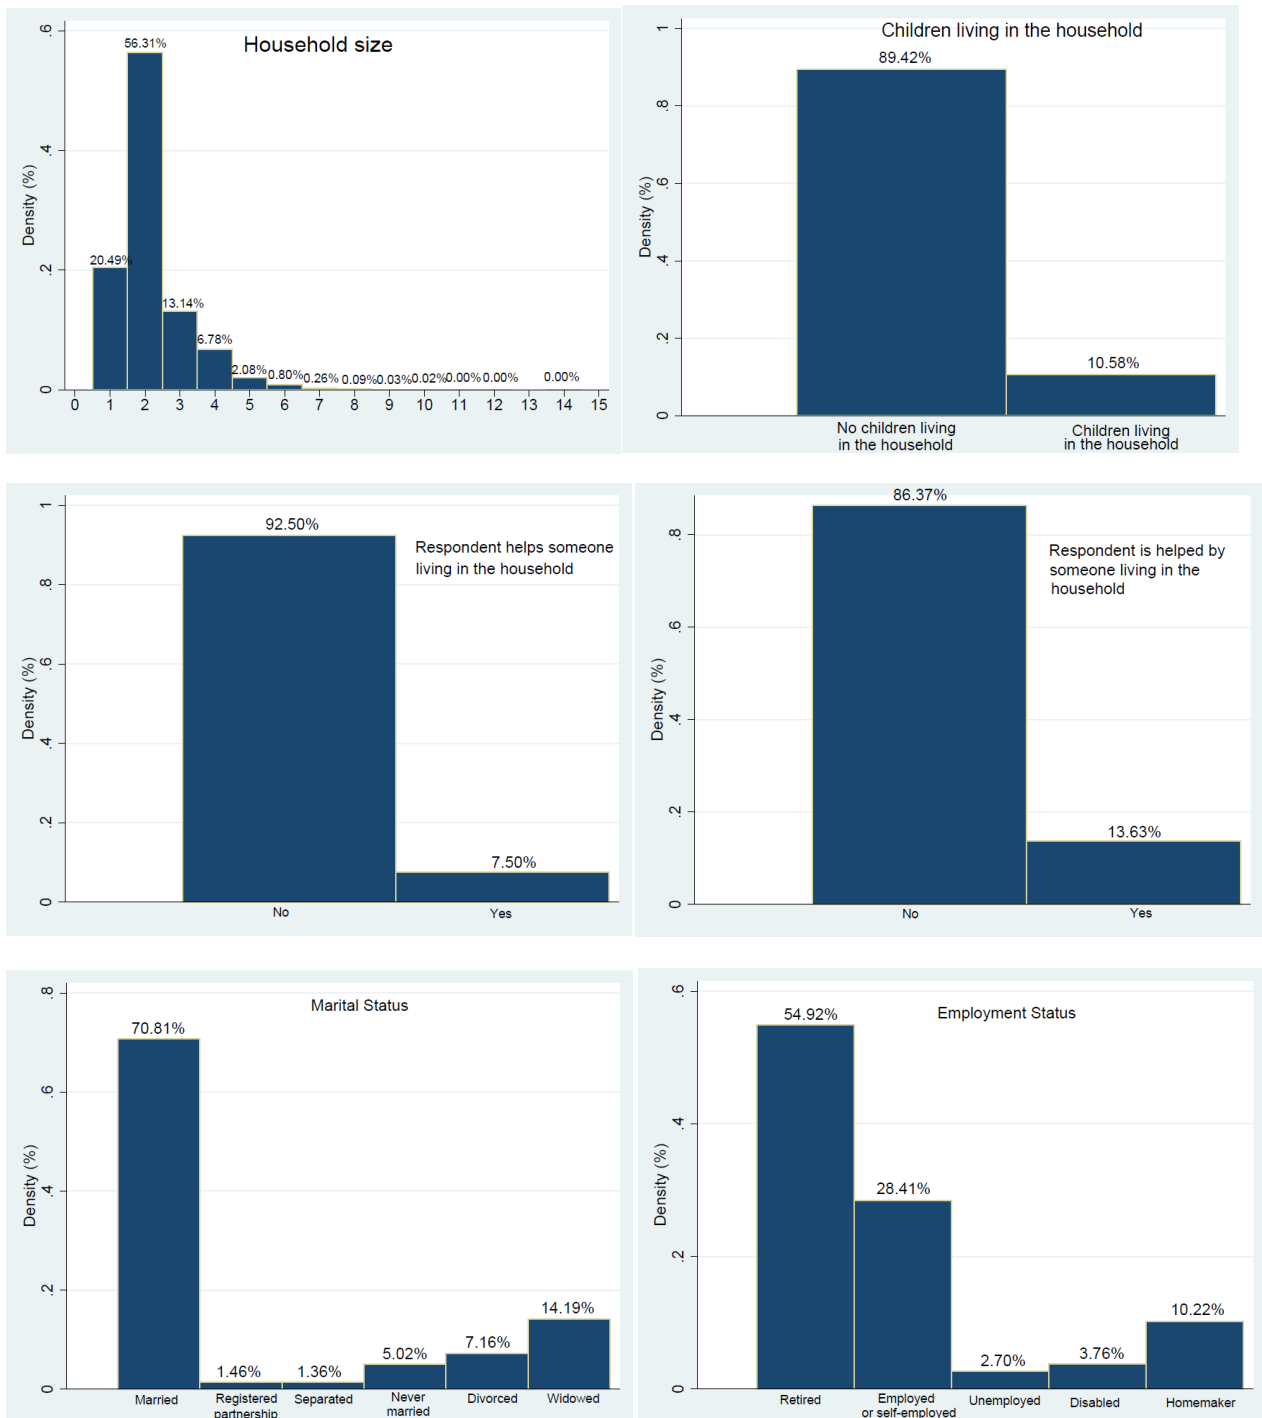 Household size
Density (%)
.6
.4
.2
0
20.49%
56.31%
13.14%
6.78%
2.08%
0.80%
0.26%
0.09%
0.03%
0.02%
0.00%
0.00%
0.00%
0 1 2 3 4 5 6 7 8 9 10 11 12 13 14 15
Children living in the household
Density (%)
1
.8
.6
.4
.2
0
89.42%
10.58%
No children living
in the household
Children living
in the household
Respondent helps someone
living in the household
Density (%)
1
.8
.6
.4
.2
0
92.50%
7.50%
No
Yes
Respondent is helped by
someone living in the
household
Density (%)
.8
.6
.4
.2
0
86.37%
13.63%
No
Yes
Marital Status
Density (%)
.8
.6
.4
.2
0
70.81%
1.46%
1.36%
5.02%
7.16%
14.19%
Married
Registered
partnership
Separated
Never
married
Divorced
Widowed
Employment Status
Density (%)
.6
.4
.2
0
54.92%
28.41%
2.70%
3.76%
10.22%
Retired
Employed
or self-employed
Unemployed
Disabled
Homemaker